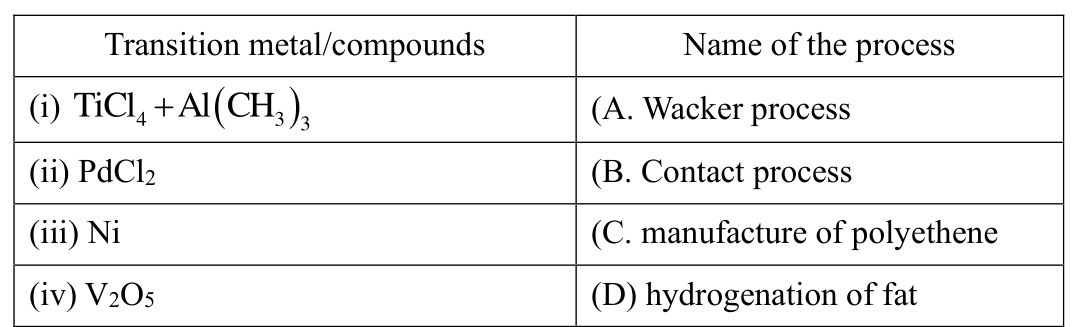 Transition metal/compounds Name of the process
(i) TiCl₄ + Al(CH₃)₃ (A. Wacker process
(ii) PdCl₂ (B. Contact process
(iii) Ni (C. manufacture of polyethene
(iv) V₂O₅ (D) hydrogenation of fat